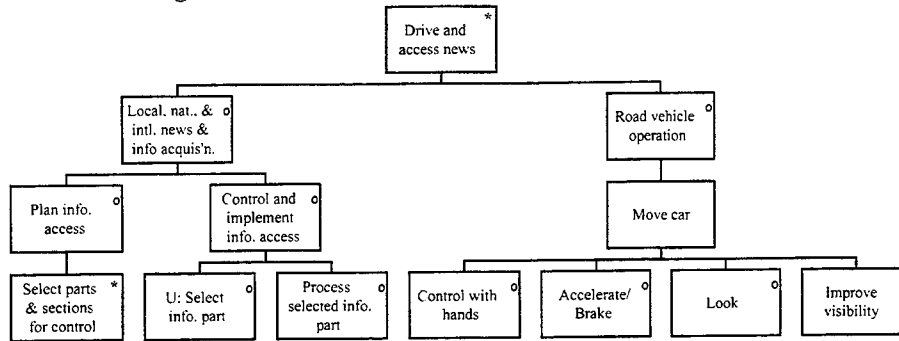 *
Drive and
access news
Local, nat., & o
intl. news &
info acquis'n.
Road vehicle o
operation
Plan info. o
access
Control and o
implement
info. access
Move car
Select parts *
& sections
for control
U: Select o
info. part
Process o
selected info.
part
Control with o
hands
Accelerate/ o
Brake
Look o
Improve
visibility